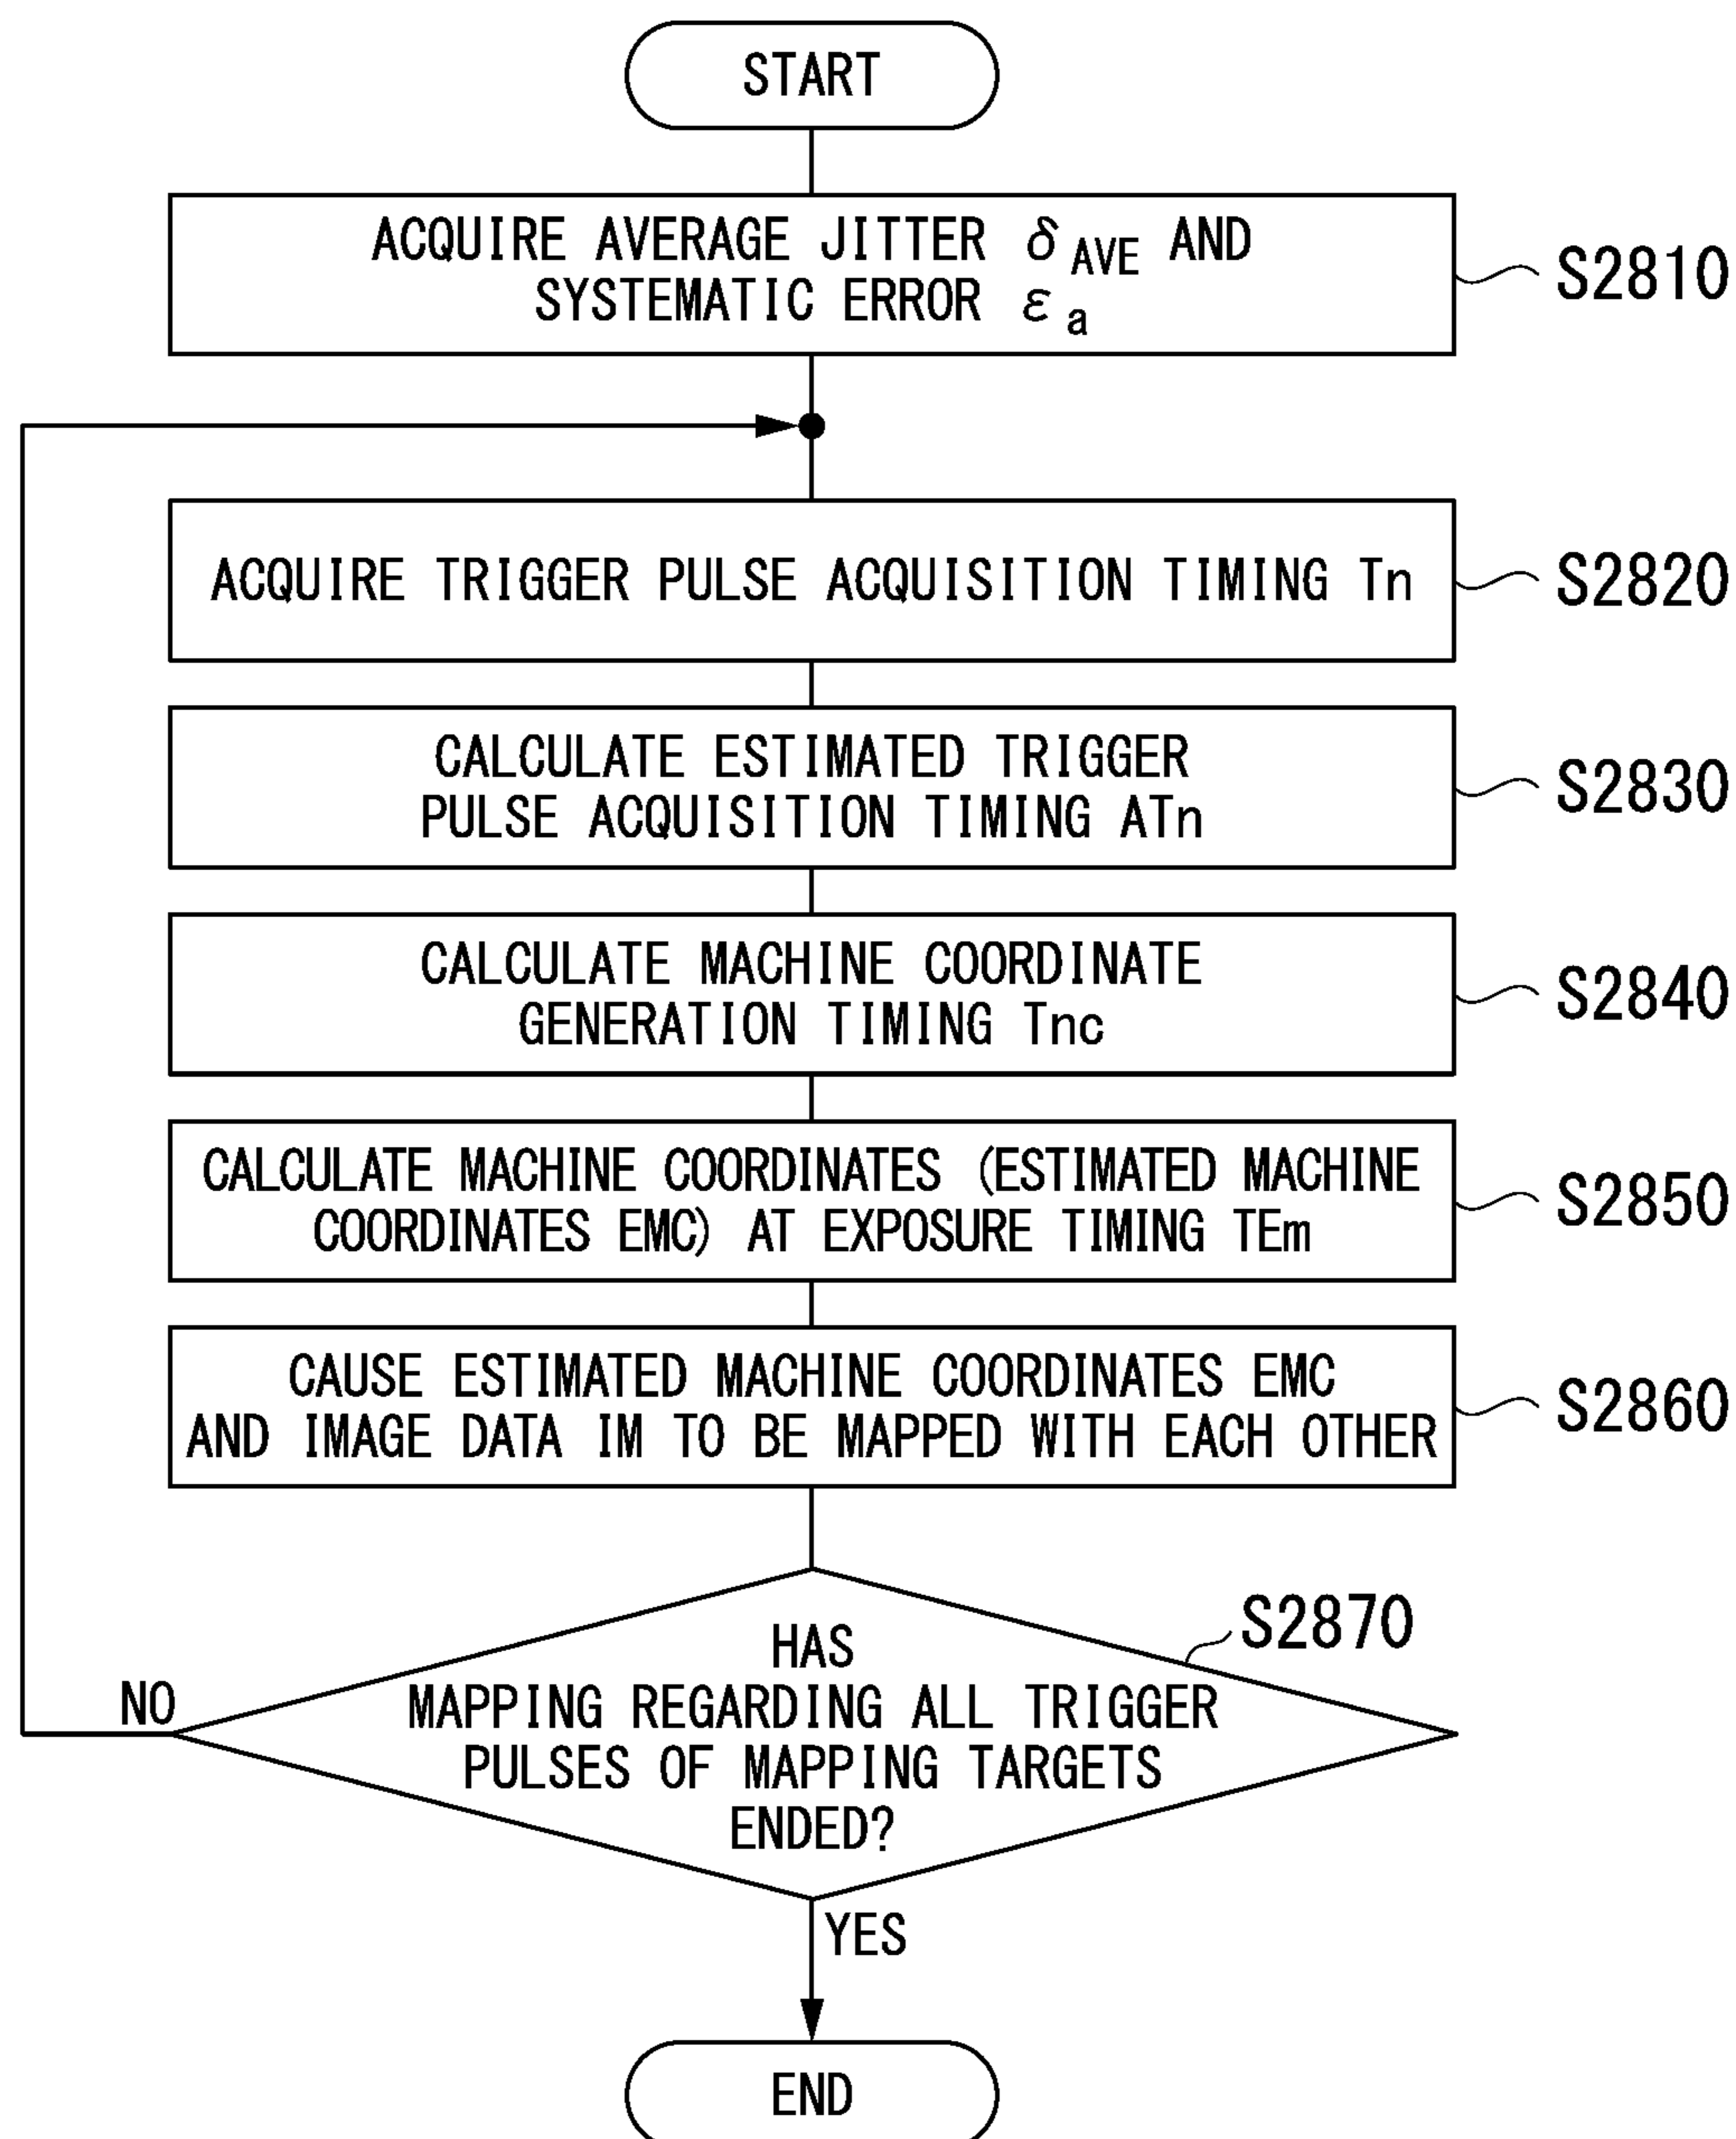 START
ACQUIRE AVERAGE JITTER δAVE AND
SYSTEMATIC ERROR εa
S2810
ACQUIRE TRIGGER PULSE ACQUISITION TIMING Tn
S2820
CALCULATE ESTIMATED TRIGGER
PULSE ACQUISITION TIMING ATn
S2830
CALCULATE MACHINE COORDINATE
GENERATION TIMING Tnc
S2840
CALCULATE MACHINE COORDINATES (ESTIMATED MACHINE
COORDINATES EMC) AT EXPOSURE TIMING TEm
S2850
CAUSE ESTIMATED MACHINE COORDINATES EMC
AND IMAGE DATA IM TO BE MAPPED WITH EACH OTHER
S2860
S2870
HAS
MAPPING REGARDING ALL TRIGGER
PULSES OF MAPPING TARGETS
ENDED?
NO
YES
END